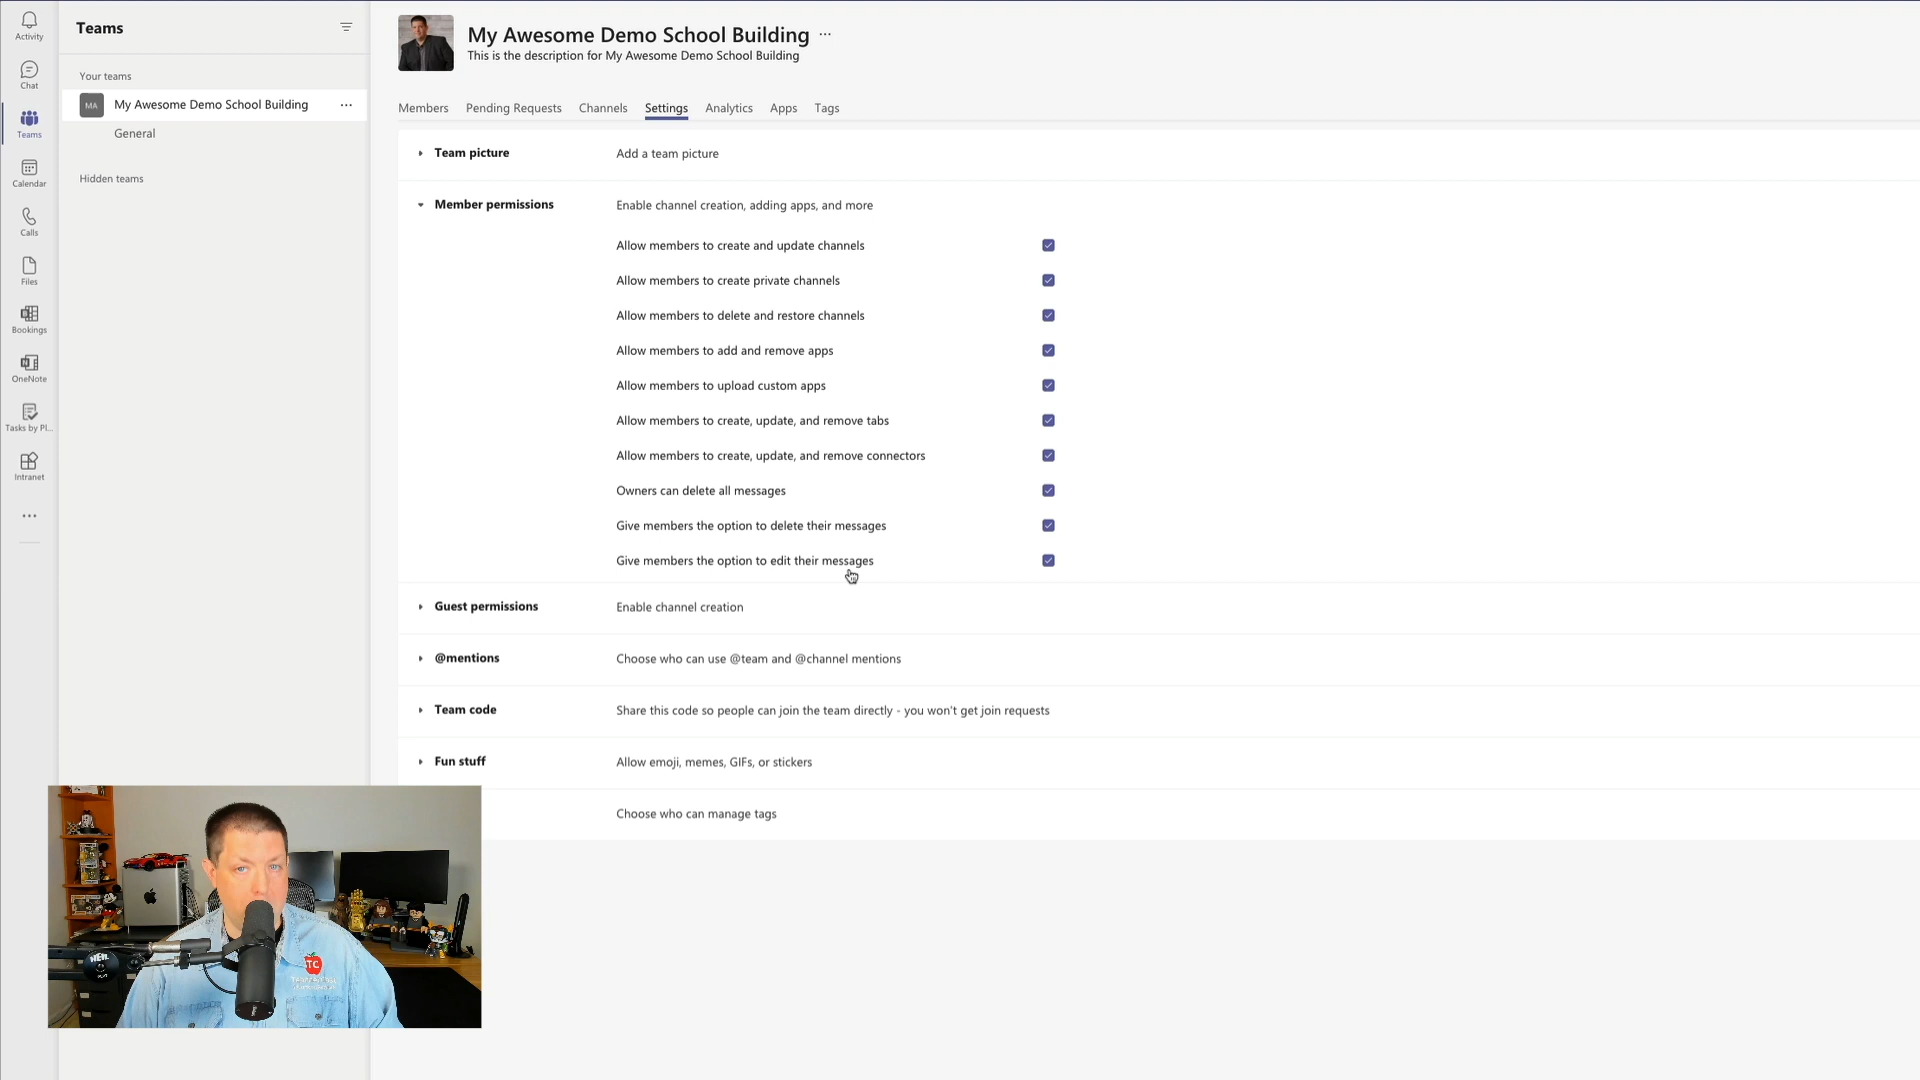 Activity
Chat
Teams
Calendar
Calls
Files
Bookings
OneNote
Tasks by Pl...
Intranet
Teams
Your teams
MA My Awesome Demo School Building
General
Hidden teams
My Awesome Demo School Building
This is the description for My Awesome Demo School Building
Members Pending Requests Channels Settings Analytics Apps Tags
Team picture Add a team picture
Member permissions Enable channel creation, adding apps, and more
Allow members to create and update channels
Allow members to create private channels
Allow members to delete and restore channels
Allow members to add and remove apps
Allow members to upload custom apps
Allow members to create, update, and remove tabs
Allow members to create, update, and remove connectors
Owners can delete all messages
Give members the option to delete their messages
Give members the option to edit their messages
Guest permissions Enable channel creation
@mentions Choose who can use @team and @channel mentions
Team code Share this code so people can join the team directly - you won't get join requests
Fun stuff Allow emoji, memes, GIFs, or stickers
Choose who can manage tags
TC